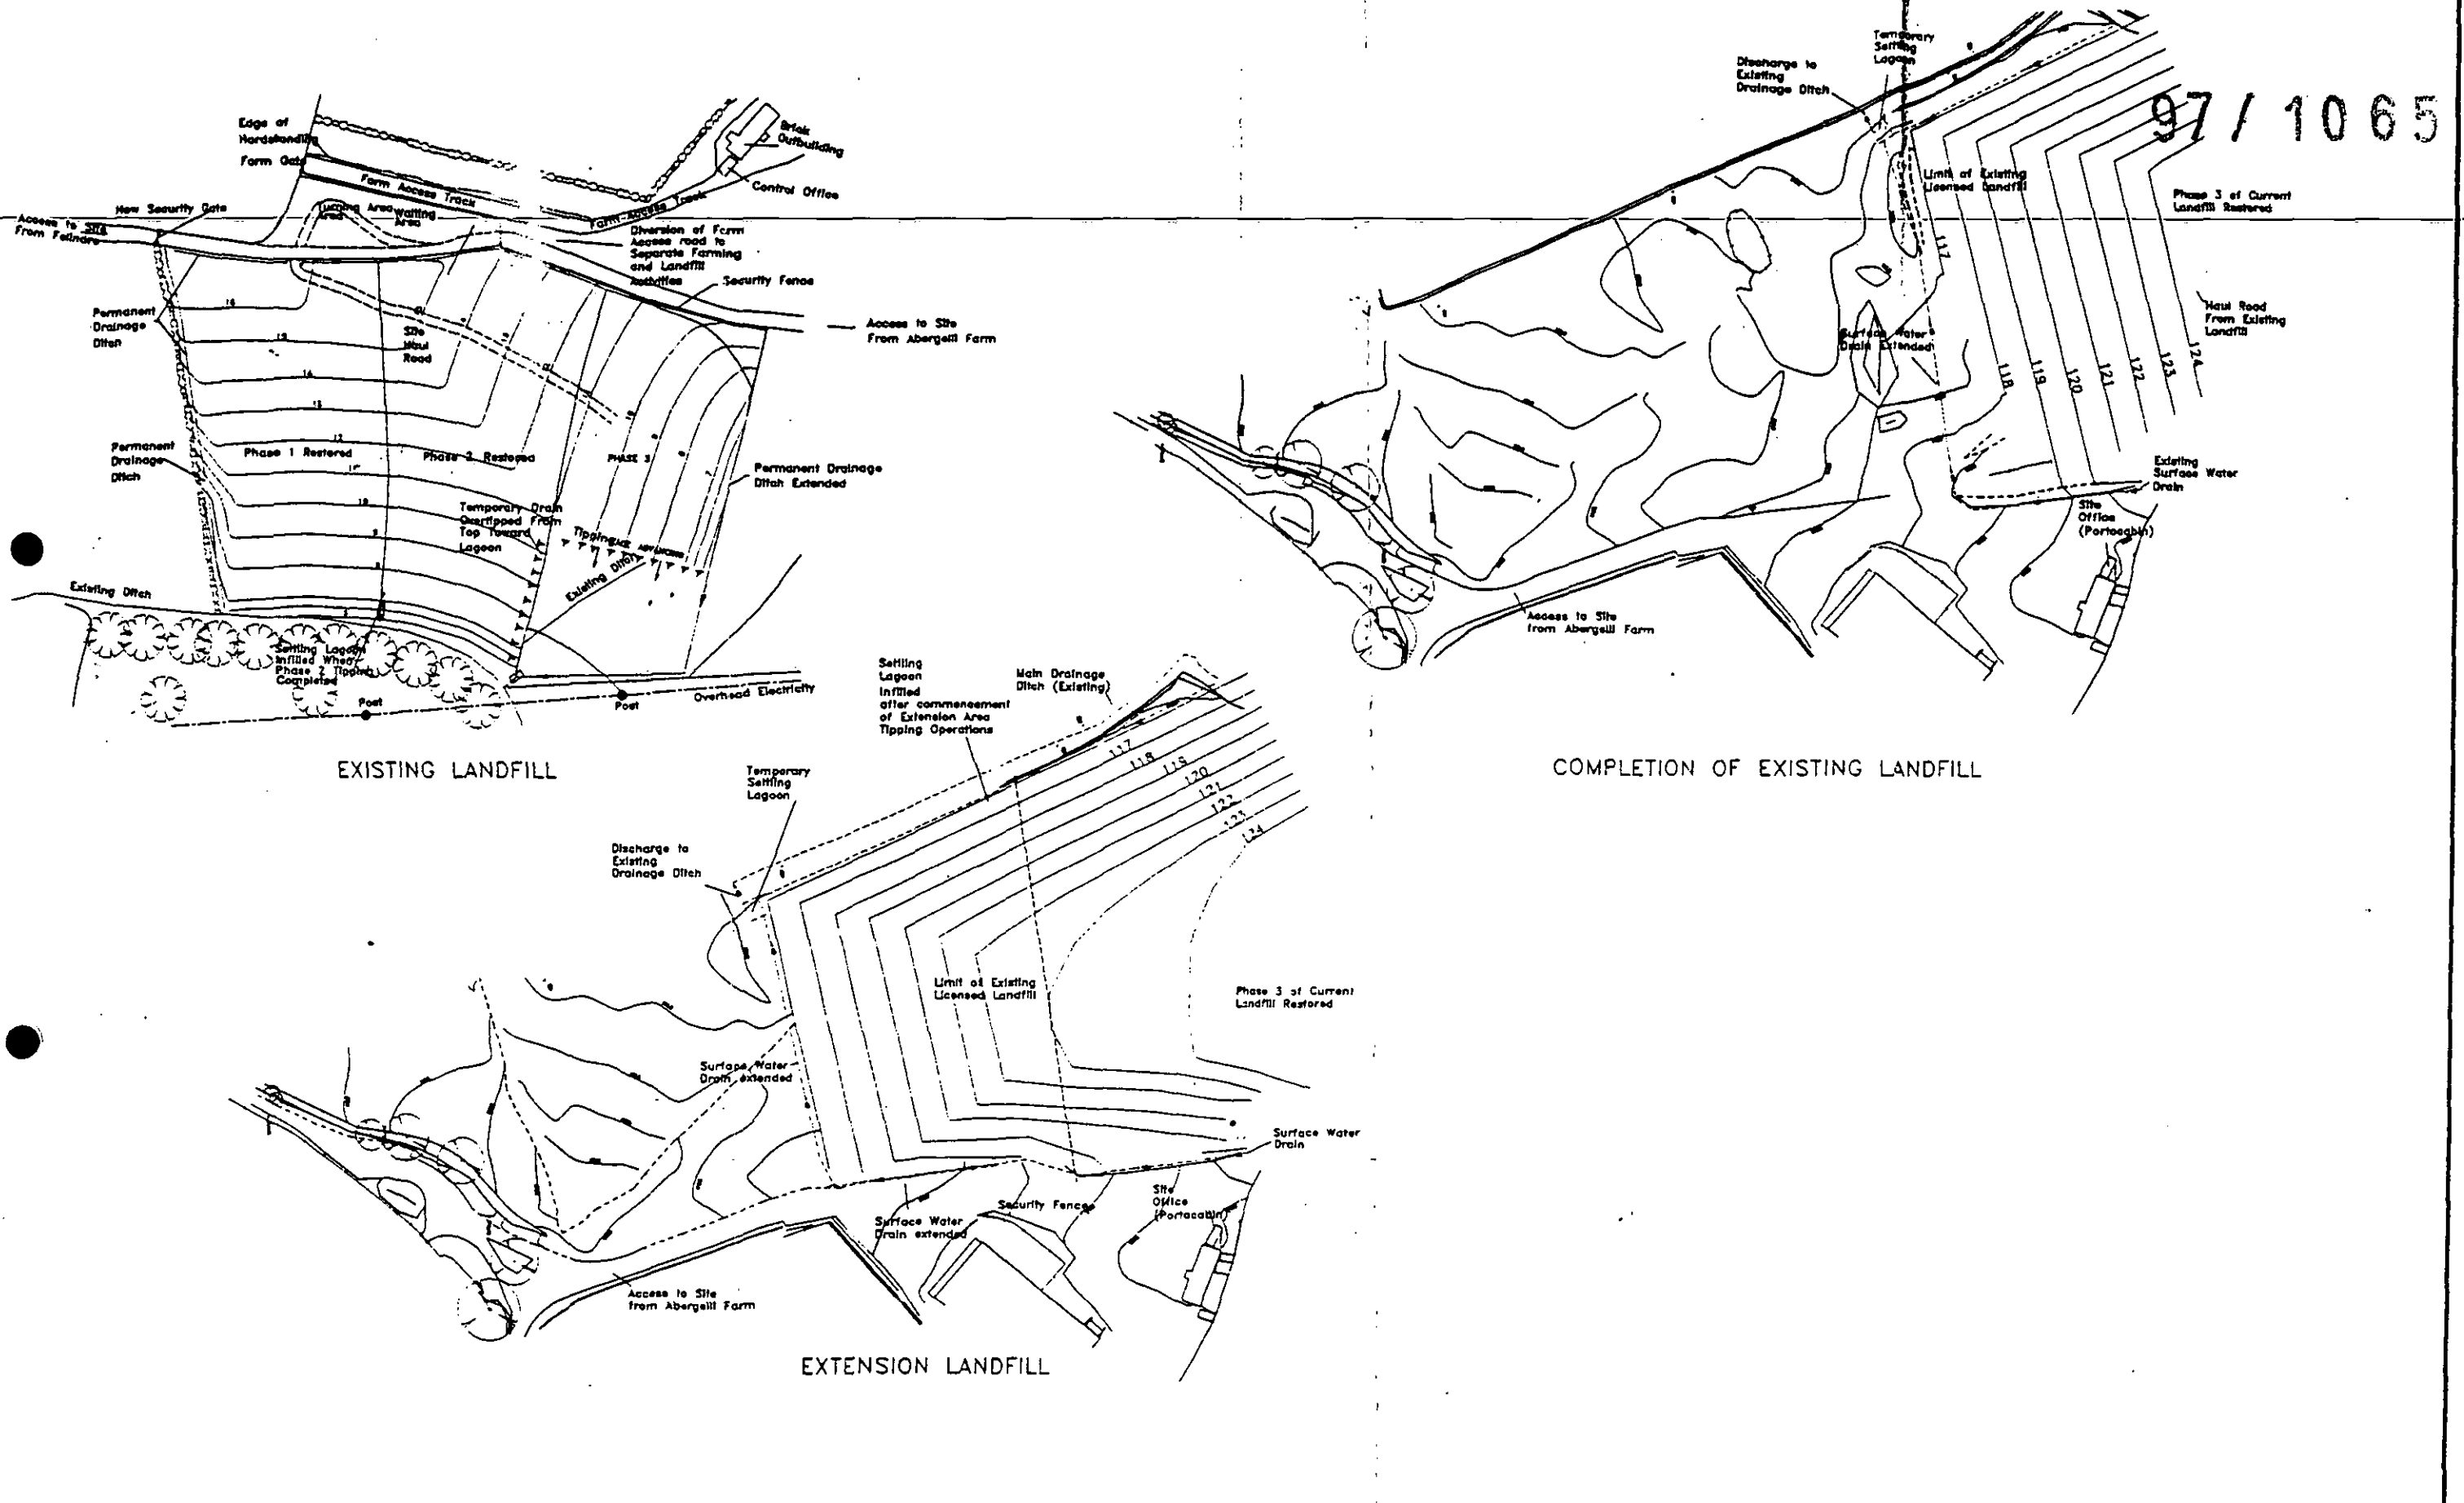 97/1065
Edge of
Hardstanding
Farm Gate
Farm Access Track
Brick
Outbuilding
Control Office
New Security Gate
Access to Site
From Felindre
Turning Area
Area
Waiting
Area
Farm Access Track
Diversion of Farm
Access road to
Separate Farming
and Landfill
Activities
Security Fence
Access to Site
From Abergelli Farm
Permanent
Drainage
Ditch
Site
Haul
Road
16
14
13
12
Permanent
Drainage
Ditch
Phase 1 Restored
Phase 2 Restored
PHASE 3
Permanent Drainage
Ditch Extended
10
Temporary Drain
Overtipped From
Top Toward
Lagoon
Tipping
Existing Ditch
Existing Ditch
Settling Lagoon
Infilled When
Phase 2 Tipping
Completed
Post
Post
Overhead Electricity
EXISTING LANDFILL
Temporary
Settling
Lagoon
Discharge to
Existing
Drainage Ditch
Limit of Existing
Licensed Landfill
Phase 3 of Current
Landfill Restored
117
Surface Water
Drain Extended
Haul Road
From Existing
Landfill
118
119
120
121
122
123
124
Existing
Surface Water
Drain
Site
Office
(Portacabin)
Access to Site
from Abergelli Farm
COMPLETION OF EXISTING LANDFILL
Settling
Lagoon
Infilled
after commencement
of Extension Area
Tipping Operations
Main Drainage
Ditch (Existing)
Temporary
Settling
Lagoon
Discharge to
Existing
Drainage Ditch
117
118
119
120
121
122
123
124
Limit of Existing
Licensed Landfill
Phase 3 of Current
Landfill Restored
Surface Water
Drain extended
Surface Water
Drain
Surface Water
Drain extended
Security Fence
Site
Office
(Portacabin)
Access to Site
from Abergelli Farm
EXTENSION LANDFILL